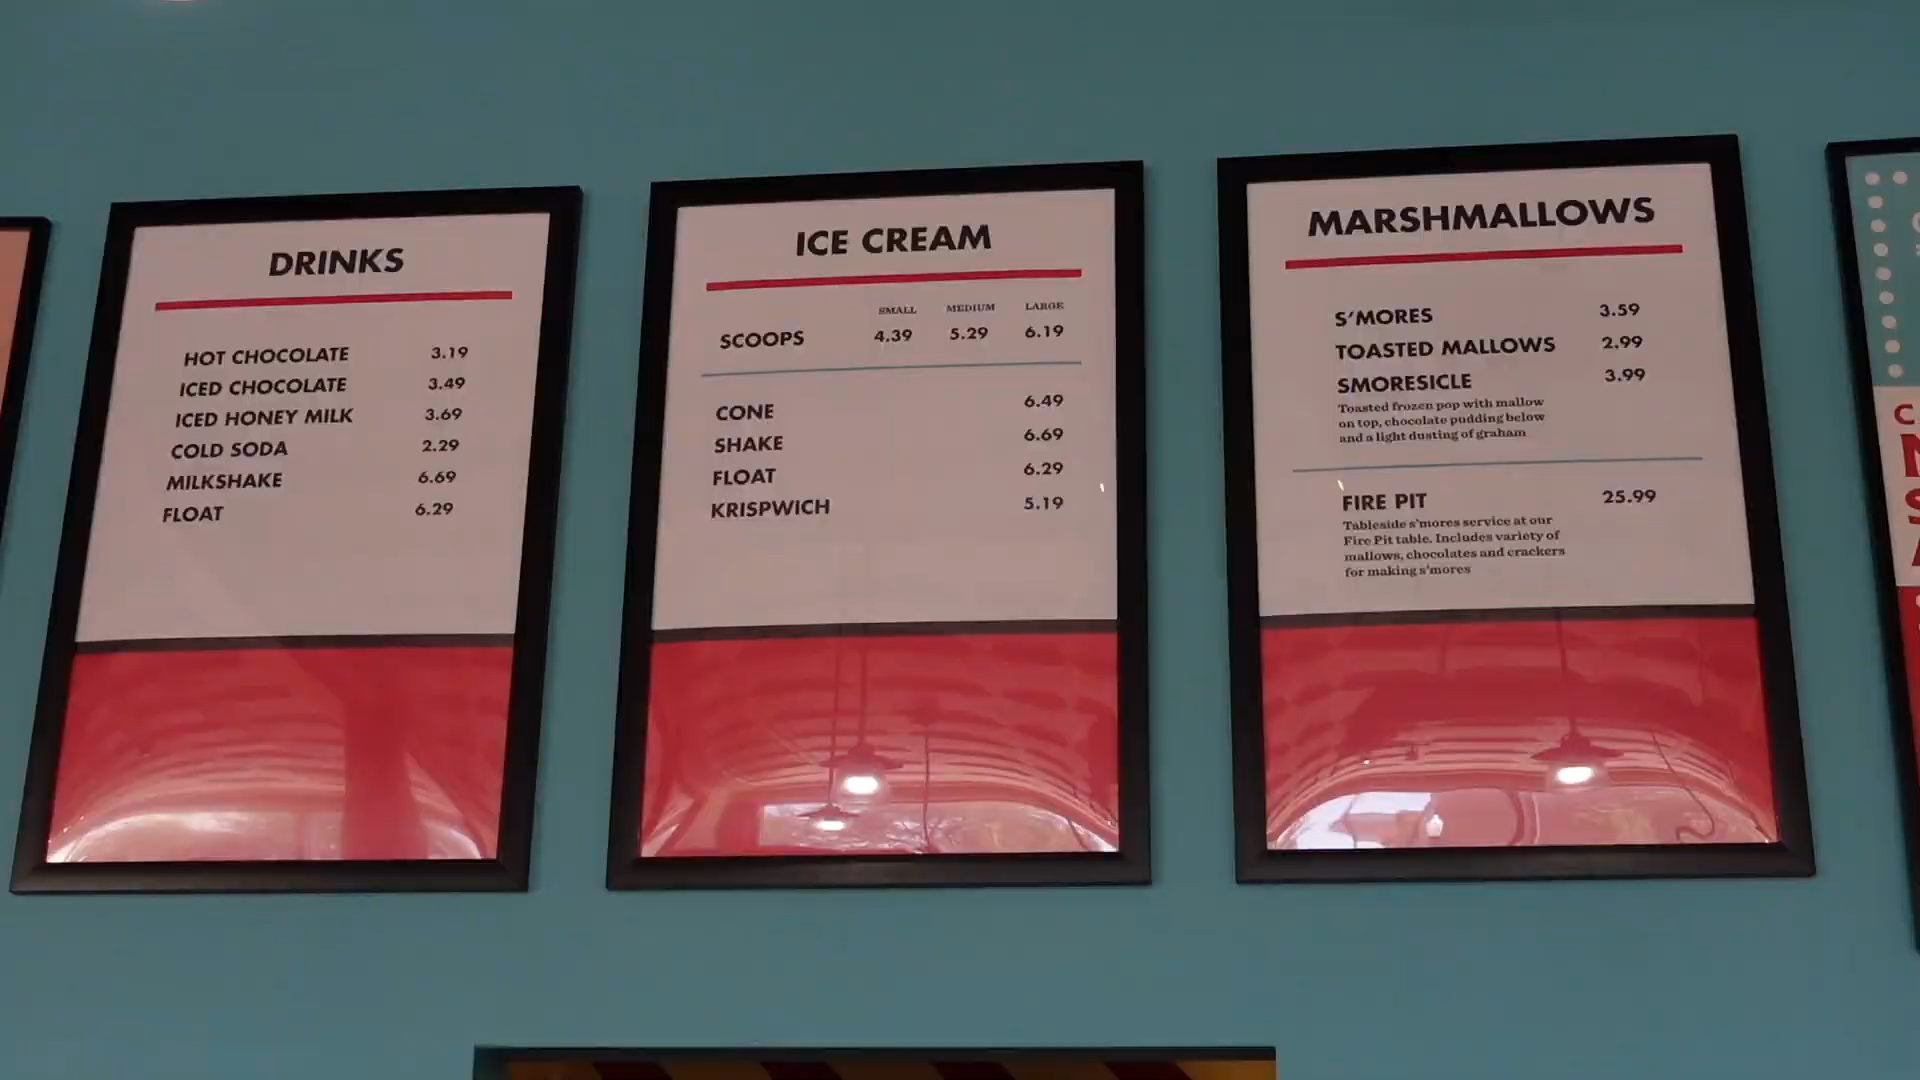 DRINKS
HOT CHOCOLATE 3.19
ICED CHOCOLATE 3.49
ICED HONEY MILK 3.69
COLD SODA 2.29
MILKSHAKE 6.69
FLOAT 6.29
ICE CREAM
SMALL MEDIUM LARGE
SCOOPS 4.39 5.29 6.19
CONE 6.49
SHAKE 6.69
FLOAT 6.29
KRISPWICH 5.19
MARSHMALLOWS
S'MORES 3.59
TOASTED MALLOWS 2.99
SMORESICLE 3.99
Toasted frozen pop with mallow
on top, chocolate pudding below
and a light dusting of graham
FIRE PIT 25.99
Tableside s'mores service at our
Fire Pit table. Includes variety of
mallows, chocolates and crackers
for making s'mores